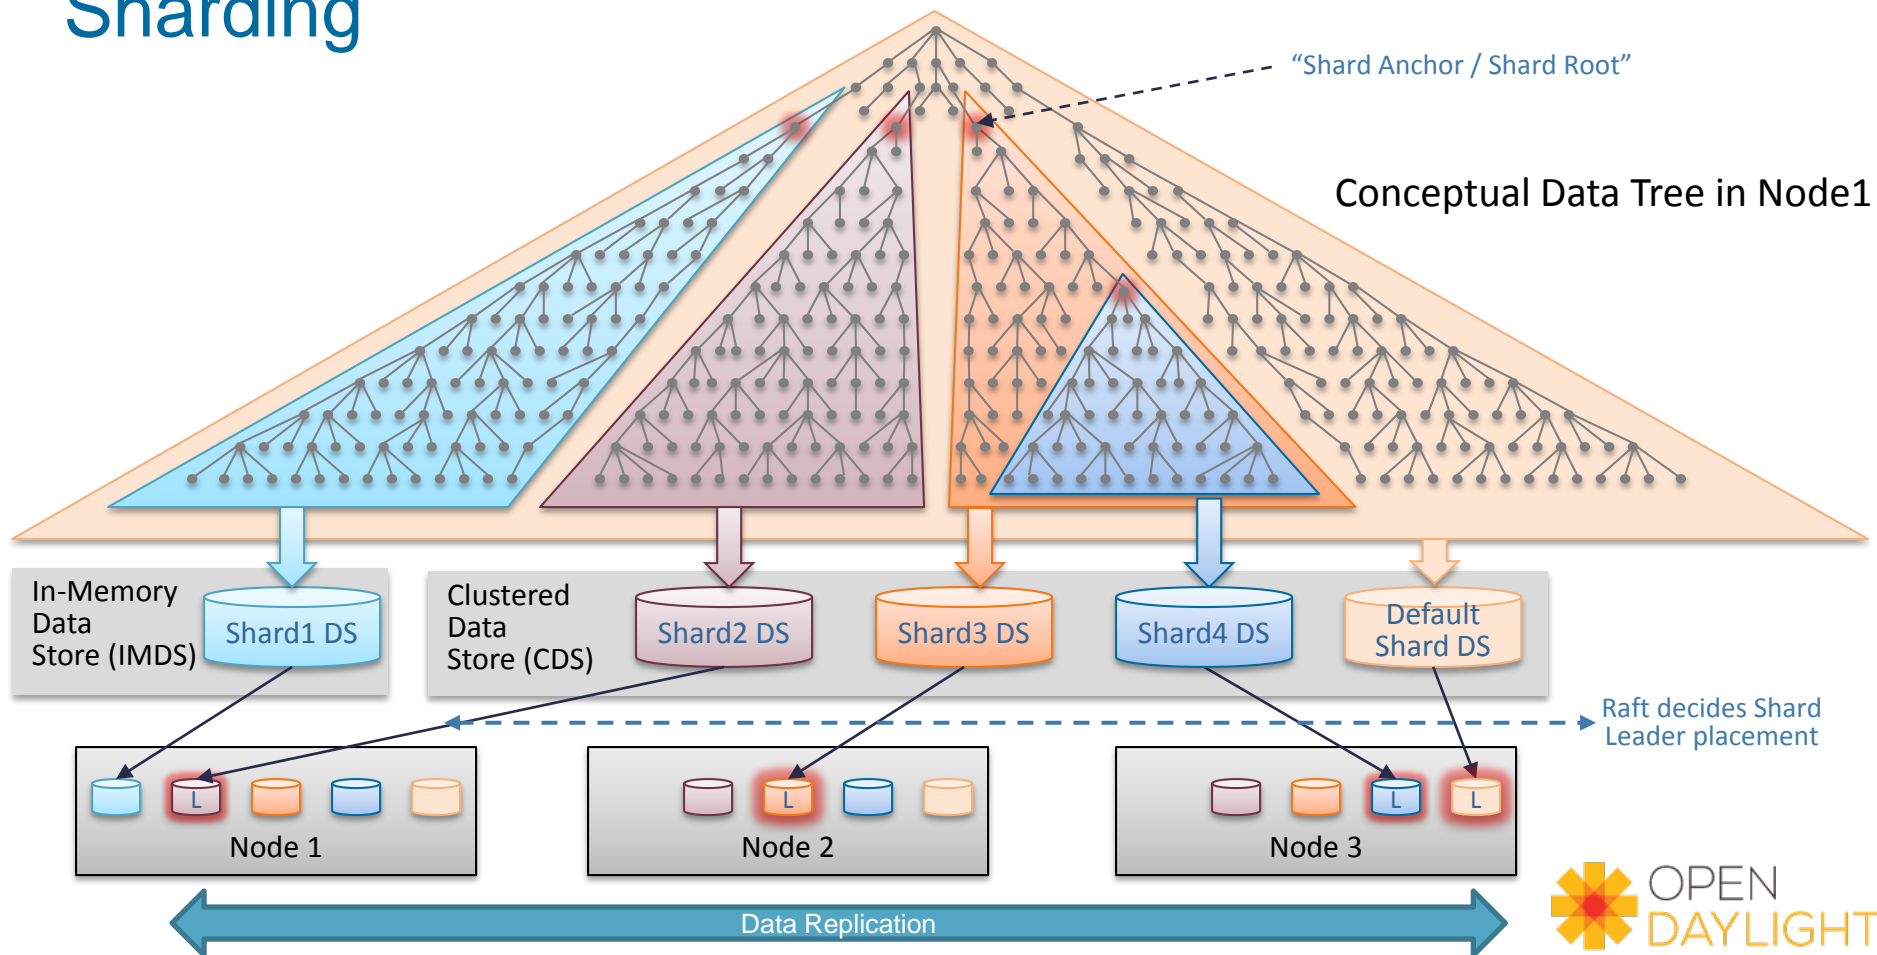 Sharding
“Shard Anchor / Shard Root”
Conceptual Data Tree in Node1
In-Memory
Data
Store (IMDS)
Shard1 DS
Clustered
Data
Store (CDS)
Shard2 DS
Shard3 DS
Shard4 DS
Default
Shard DS
Raft decides Shard
Leader placement
L
Node 1
L
Node 2
L
L
Node 3
Data Replication
OPEN
DAYLIGHT